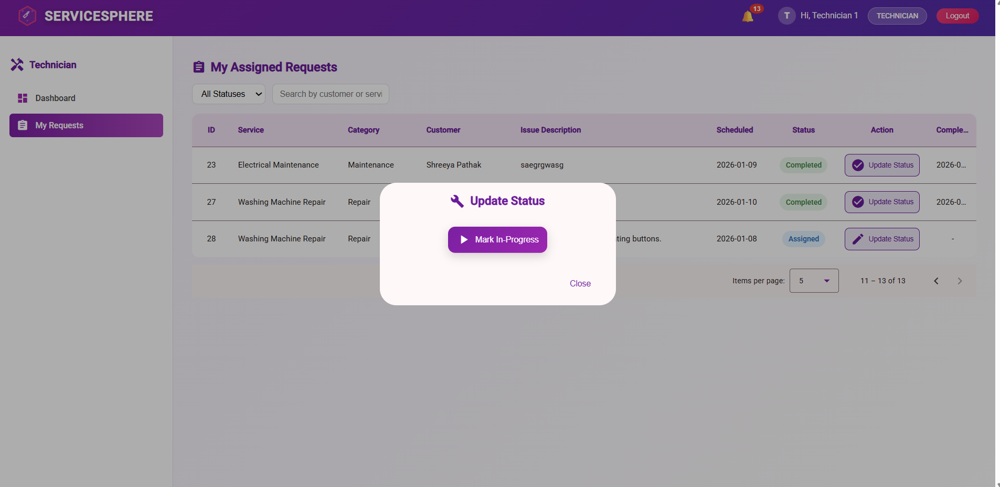 SERVICESPHERE
13
T
Hi, Technician 1
TECHNICIAN
Logout
Technician
Dashboard
My Requests
My Assigned Requests
All Statuses
Search by customer or servi
ID Service Category Customer Issue Description Scheduled Status Action Comple...
23 Electrical Maintenance Maintenance Shreeya Pathak saegrgwasg 2026-01-09 Completed Update Status 2026-0...
27 Washing Machine Repair Repair 2026-01-10 Completed Update Status 2026-0...
28 Washing Machine Repair Repair ting buttons. 2026-01-08 Assigned Update Status -
Update Status
Mark In-Progress
Close
Items per page: 5 11 – 13 of 13